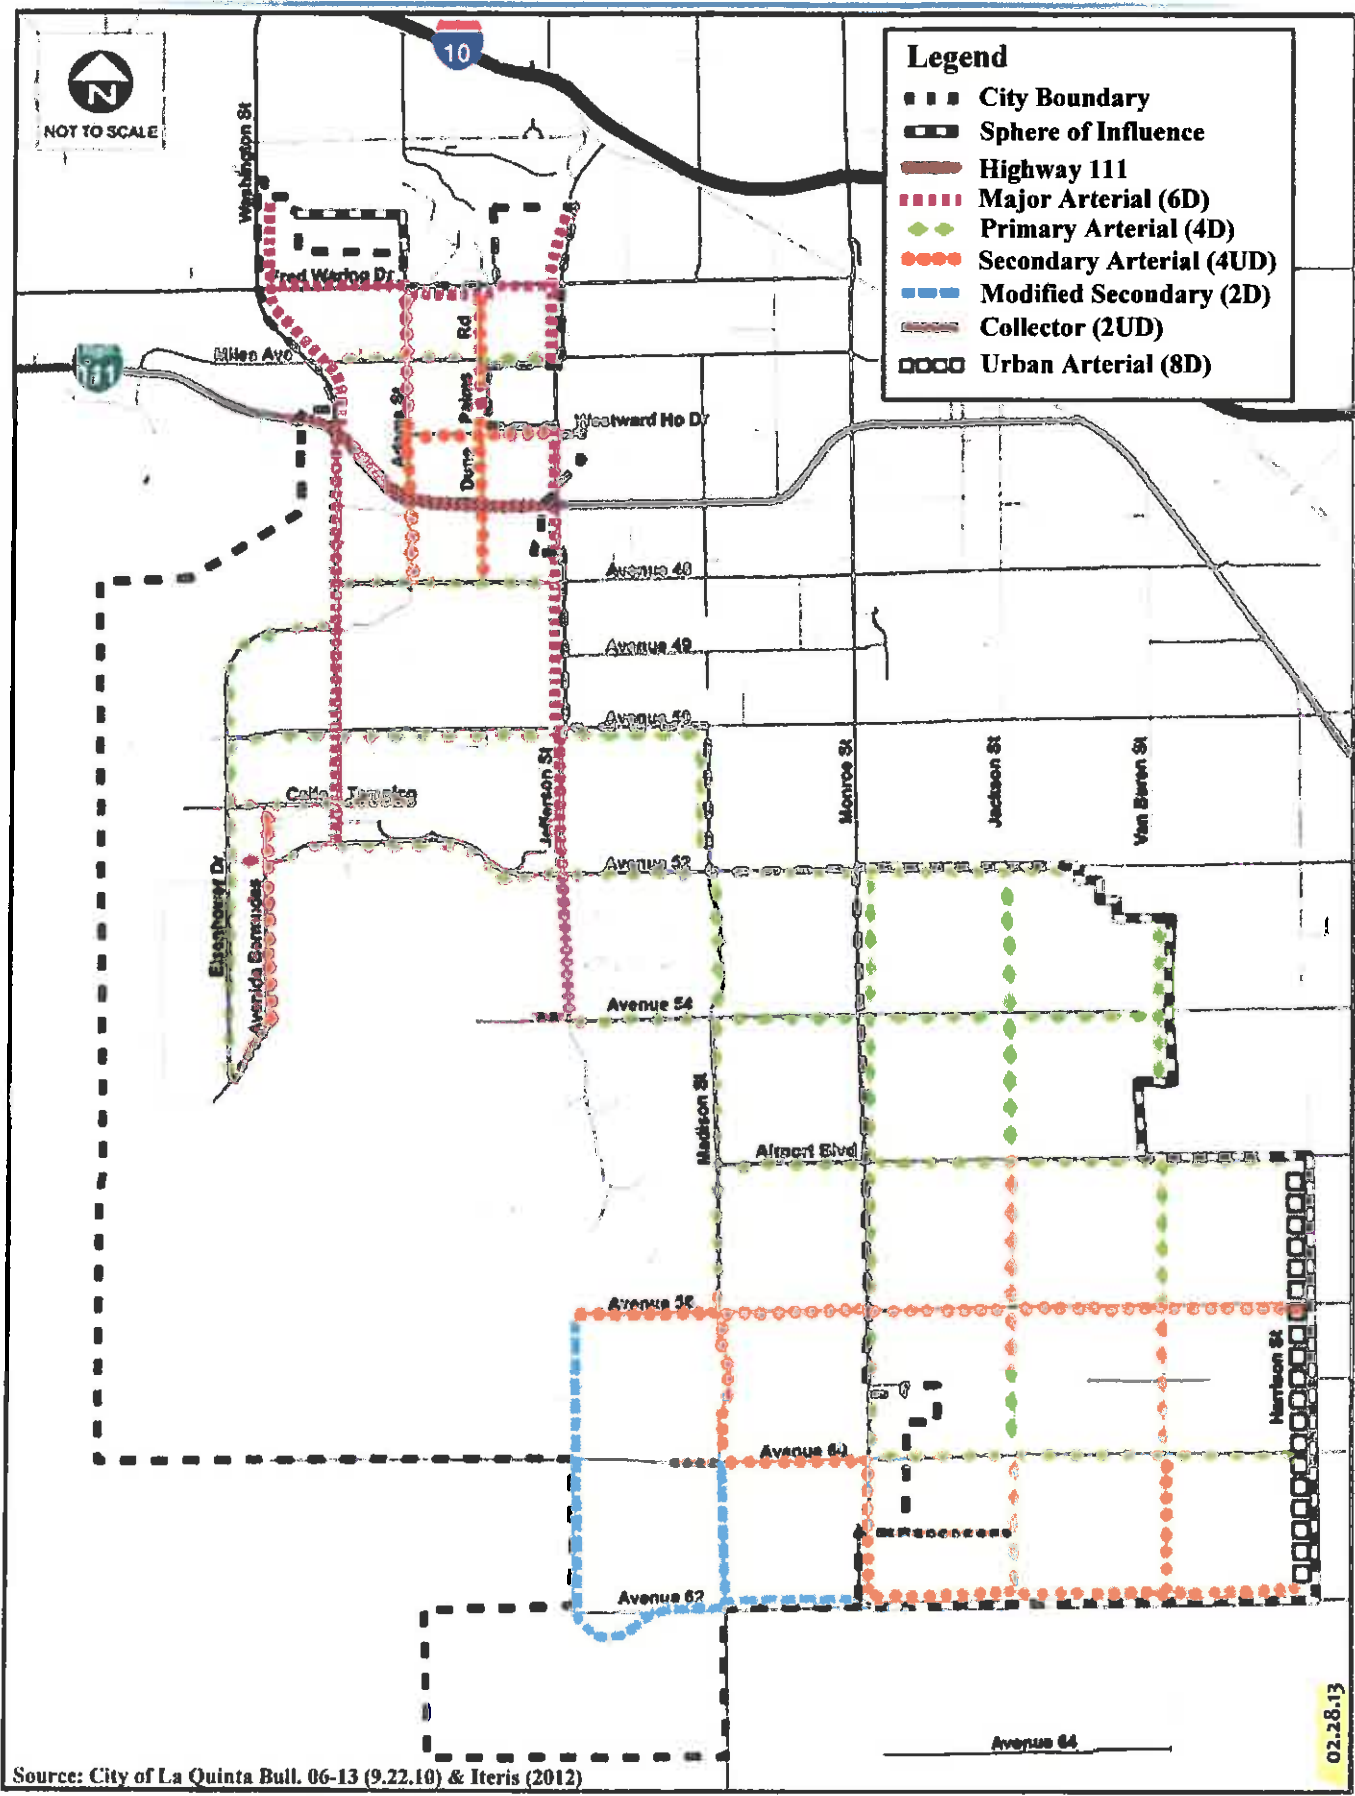 10
Legend
City Boundary
Sphere of Influence
Highway 111
Major Arterial (6D)
Primary Arterial (4D)
Secondary Arterial (4UD)
Modified Secondary (2D)
Collector (2UD)
Urban Arterial (8D)
N
NOT TO SCALE
Washington St
Fred Waring Dr
Miles Ave
111
Adams St
Dune Palms Rd
Westward Ho Dr
Avenue 48
Avenue 49
Avenue 50
Calle Tampico
Jefferson St
Monroe St
Jackson St
Van Buren St
Avenue 52
Eisenhower Dr
Avenida Bermudas
Avenue 54
Madison St
Airport Blvd
Avenue 58
Harrison St
Avenue 60
Avenue 62
Avenue 64
02.28.13
Source: City of La Quinta Bull. 06-13 (9.22.10) & Iteris (2012)